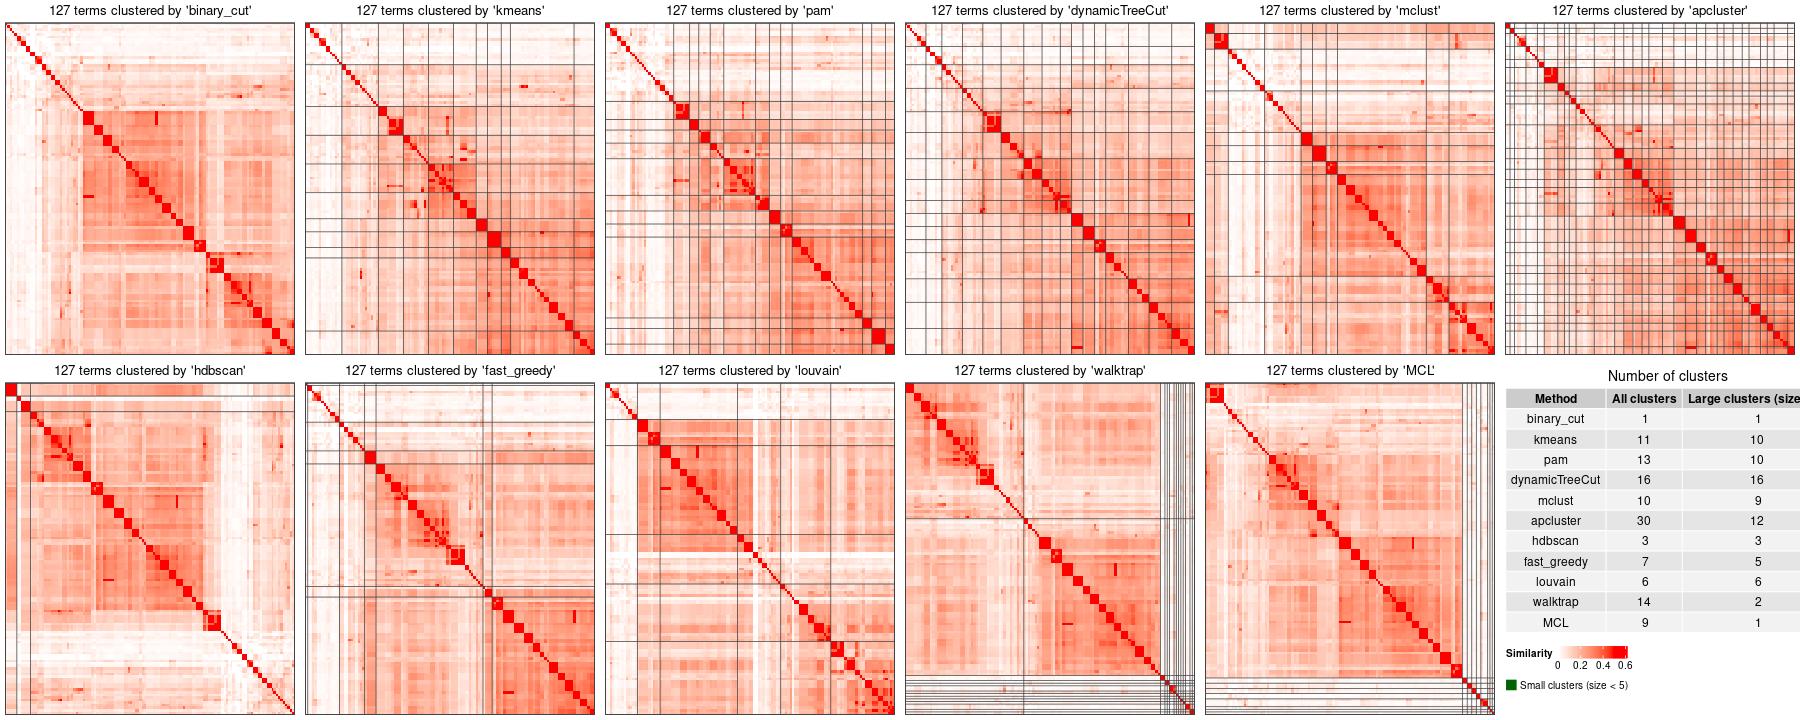 127 terms clustered by 'binary_cut'
127 terms clustered by 'kmeans'
127 terms clustered by 'pam'
127 terms clustered by 'dynamicTreeCut'
127 terms clustered by 'mclust'
127 terms clustered by 'apcluster'
127 terms clustered by 'hdbscan'
127 terms clustered by 'fast_greedy'
127 terms clustered by 'louvain'
127 terms clustered by 'walktrap'
127 terms clustered by 'MCL'
Number of clusters
Method All clusters Large clusters (size
binary_cut 1 1
kmeans 11 10
pam 13 10
dynamicTreeCut 16 16
mclust 10 9
apcluster 30 12
hdbscan 3 3
fast_greedy 7 5
louvain 6 6
walktrap 14 2
MCL 9 1
Similarity
0 0.2 0.4 0.6
Small clusters (size < 5)